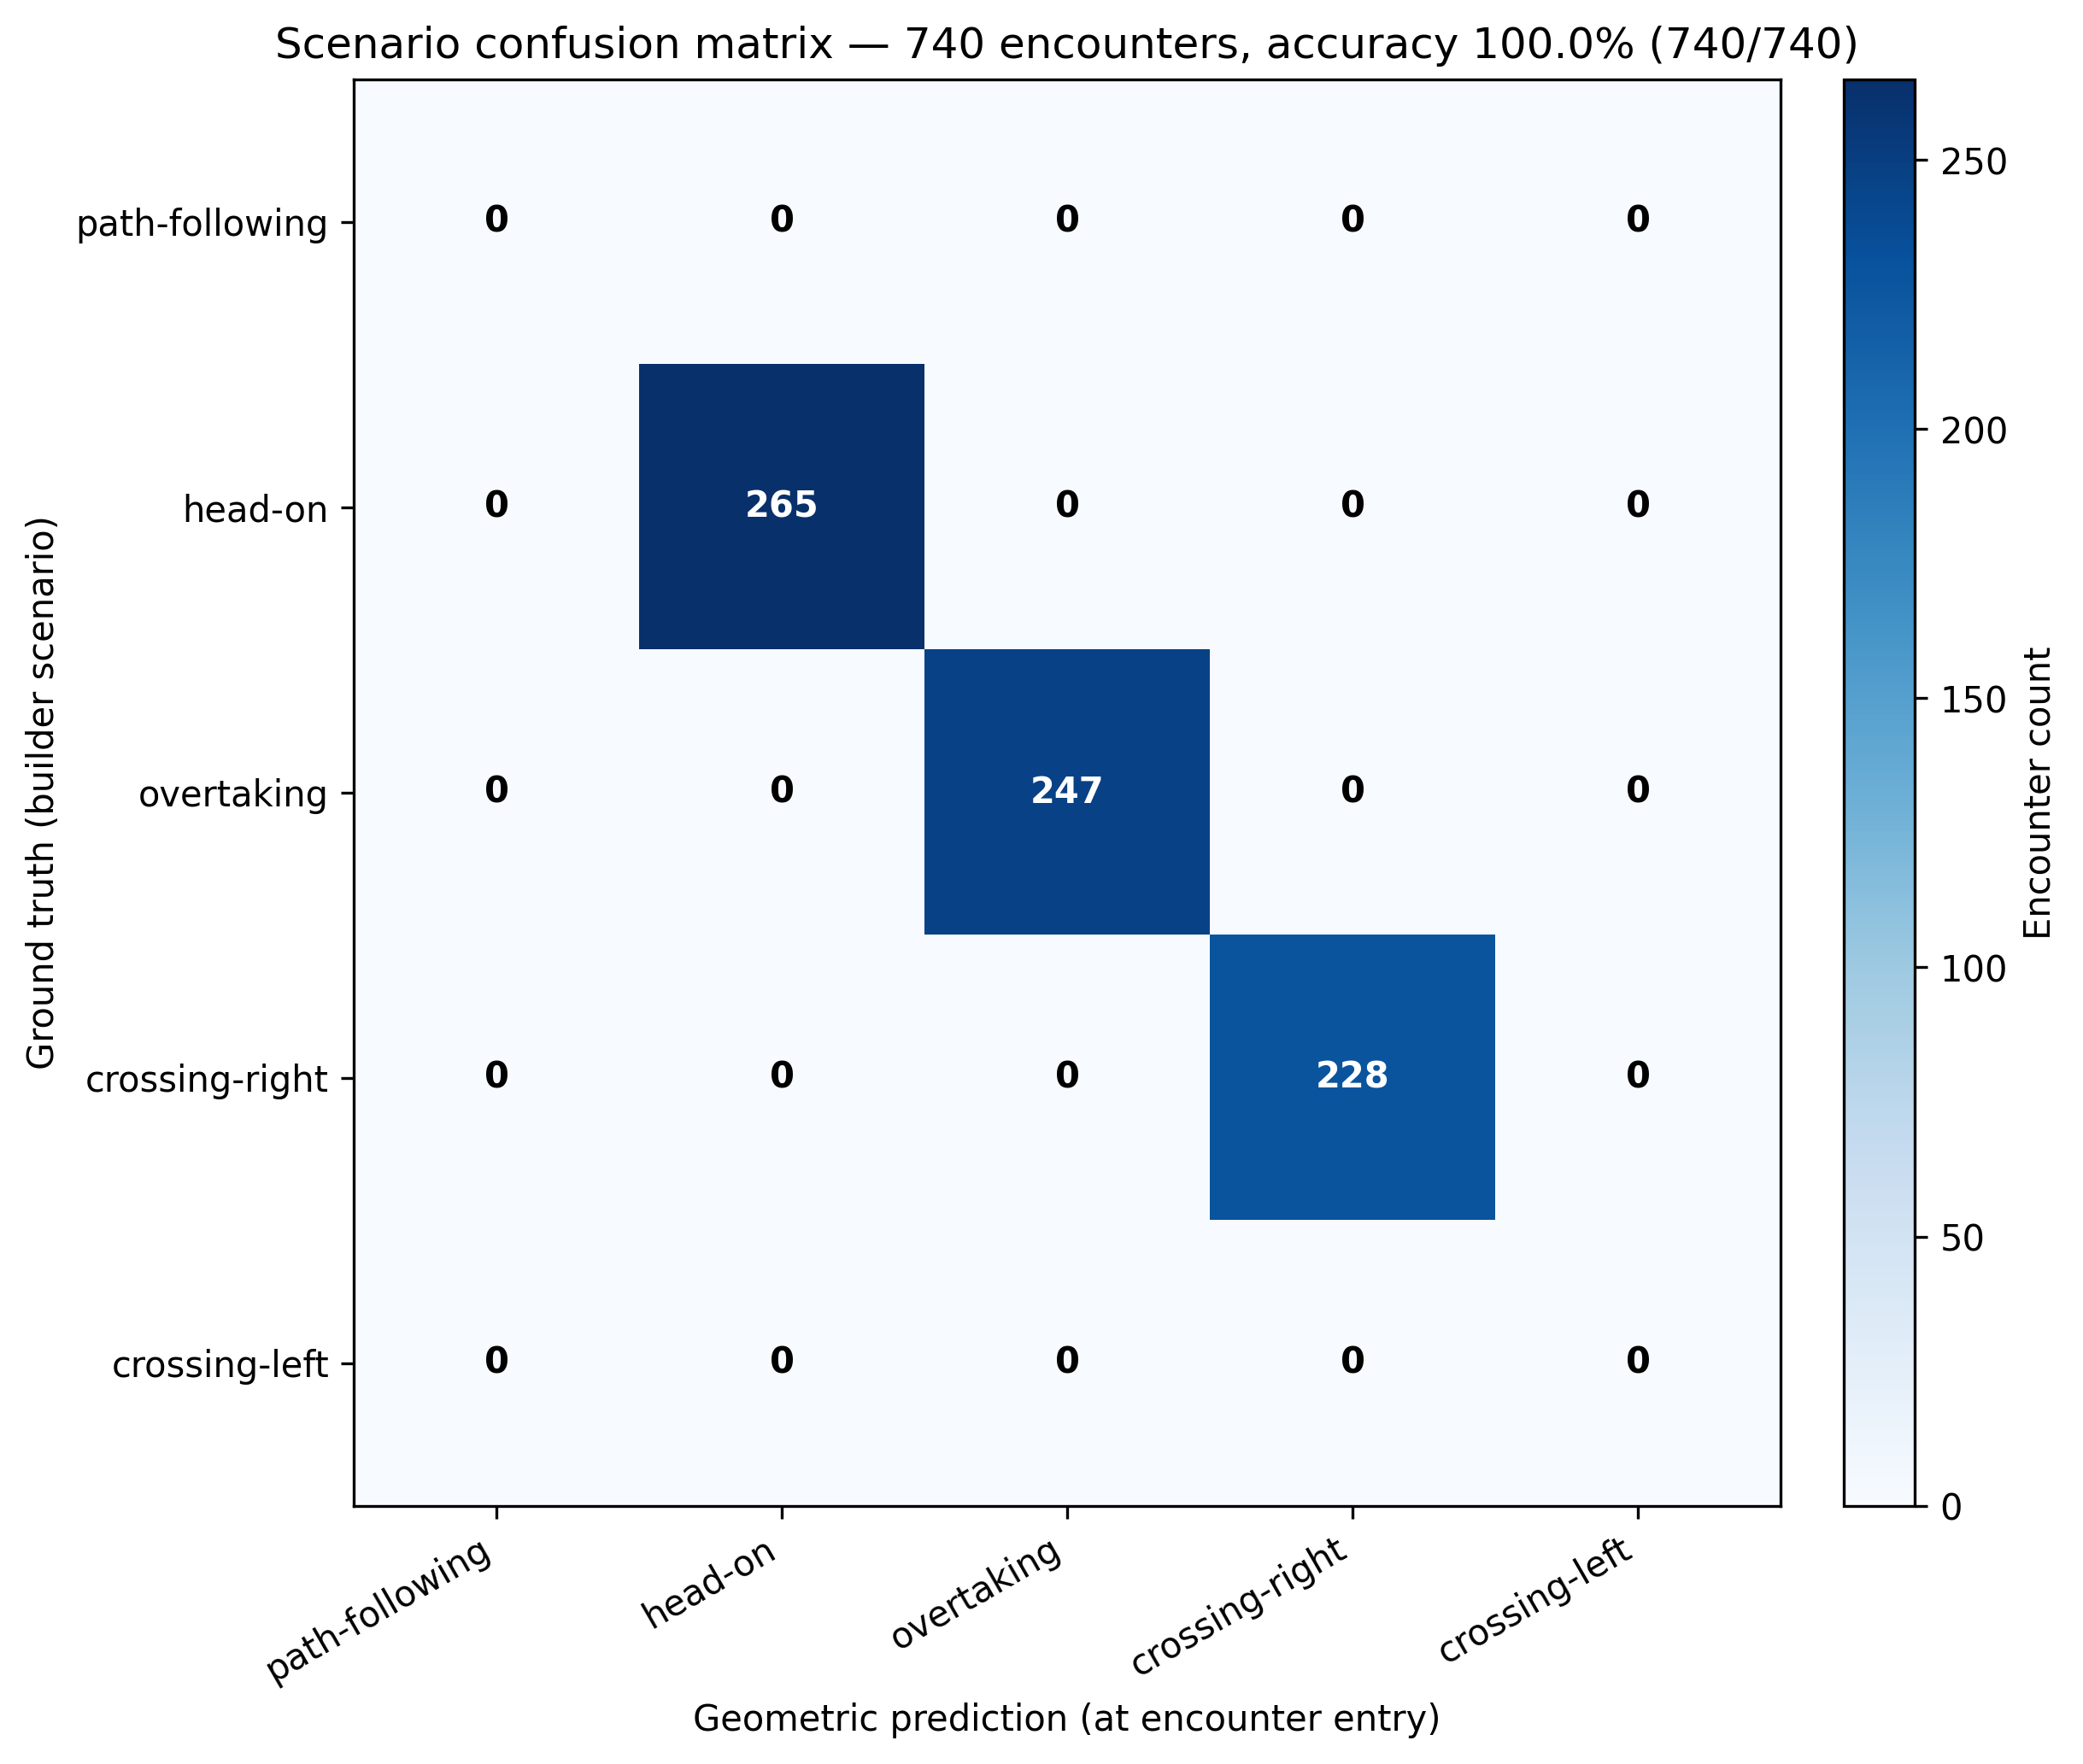 Scenario confusion matrix — 740 encounters, accuracy 100.0% (740/740)
Ground truth (builder scenario)
path-following 0 0 0 0 0
head-on 0 265 0 0 0
overtaking 0 0 247 0 0
crossing-right 0 0 0 228 0
crossing-left 0 0 0 0 0
path-following head-on overtaking crossing-right crossing-left
Geometric prediction (at encounter entry)
250
200
150
100
50
0
Encounter count